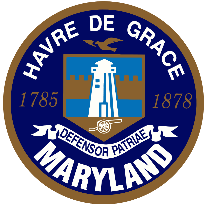 HAVRE DE GRACE
1785 1878
DEFENSOR PATRIAE
MARYLAND